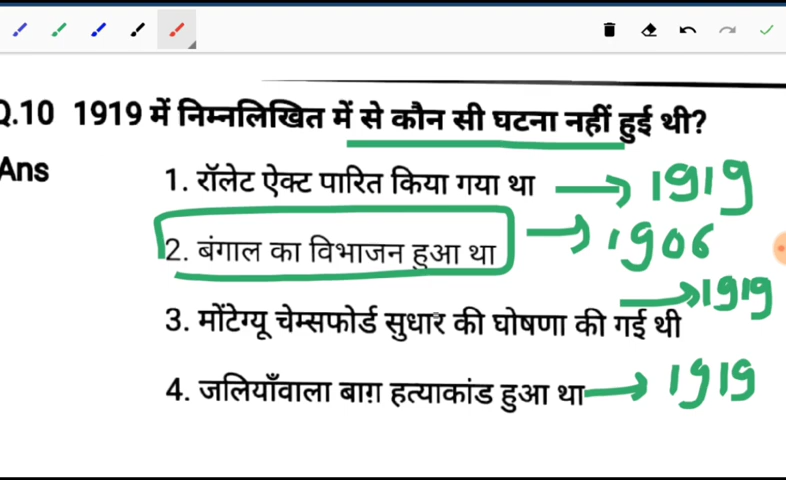 Q.10 1919 में निम्नलिखित में से कौन सी घटना नहीं हुई थी?
Ans
1. रॉलेट ऐक्ट पारित किया गया था → 1919
2. बंगाल का विभाजन हुआ था → 1906
3. मोंटेग्यू चेम्सफोर्ड सुधार की घोषणा की गई थी → 1919
4. जलियाँवाला बाग़ हत्याकांड हुआ था → 1919